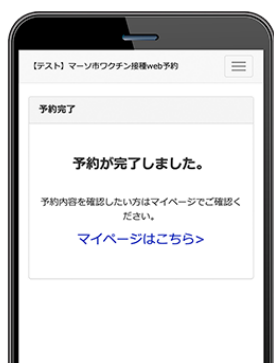 【テスト】マーソ市ワクチン接種web予約
予約完了
予約が完了しました。
予約内容を確認したい方はマイページでご確認く
ださい。
マイページはこちら>